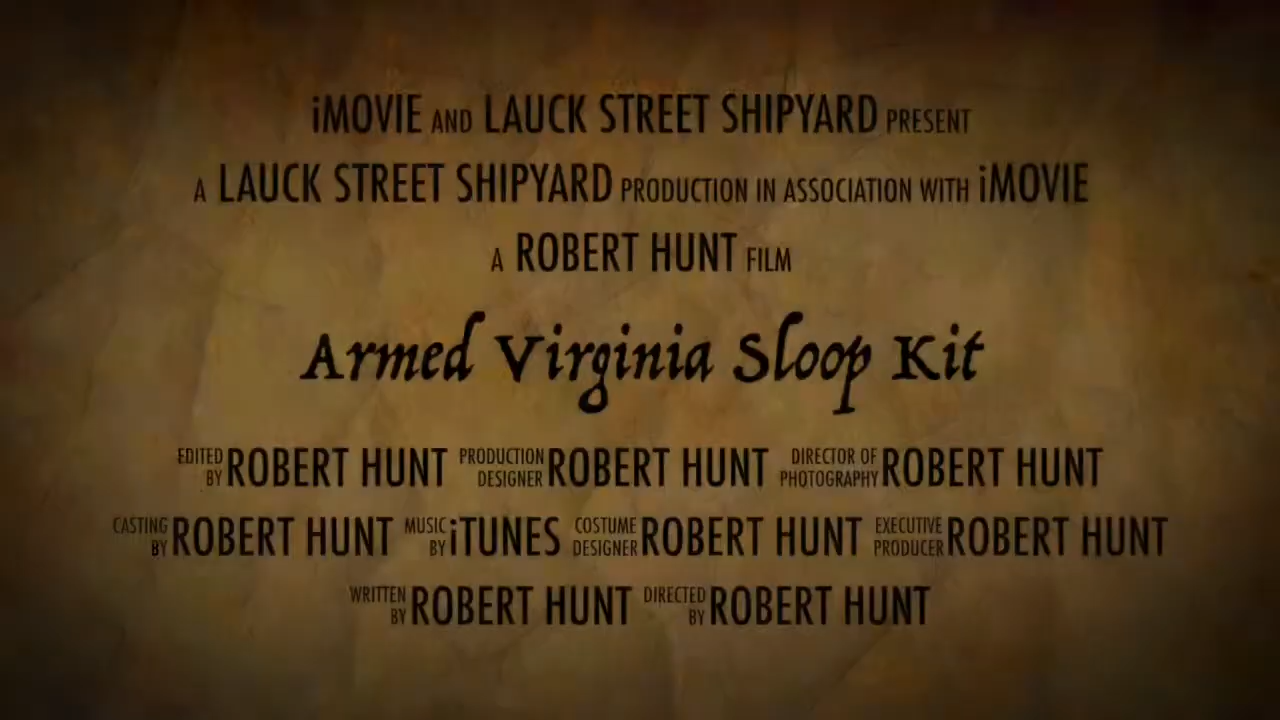 iMOVIE AND LAUCK STREET SHIPYARD PRESENT
A LAUCK STREET SHIPYARD PRODUCTION IN ASSOCIATION WITH iMOVIE
A ROBERT HUNT FILM
Armed Virginia Sloop Kit
EDITED BY ROBERT HUNT PRODUCTION DESIGNER ROBERT HUNT DIRECTOR OF PHOTOGRAPHY ROBERT HUNT
CASTING BY ROBERT HUNT MUSIC BY iTUNES COSTUME DESIGNER ROBERT HUNT EXECUTIVE PRODUCER ROBERT HUNT
WRITTEN BY ROBERT HUNT DIRECTED BY ROBERT HUNT